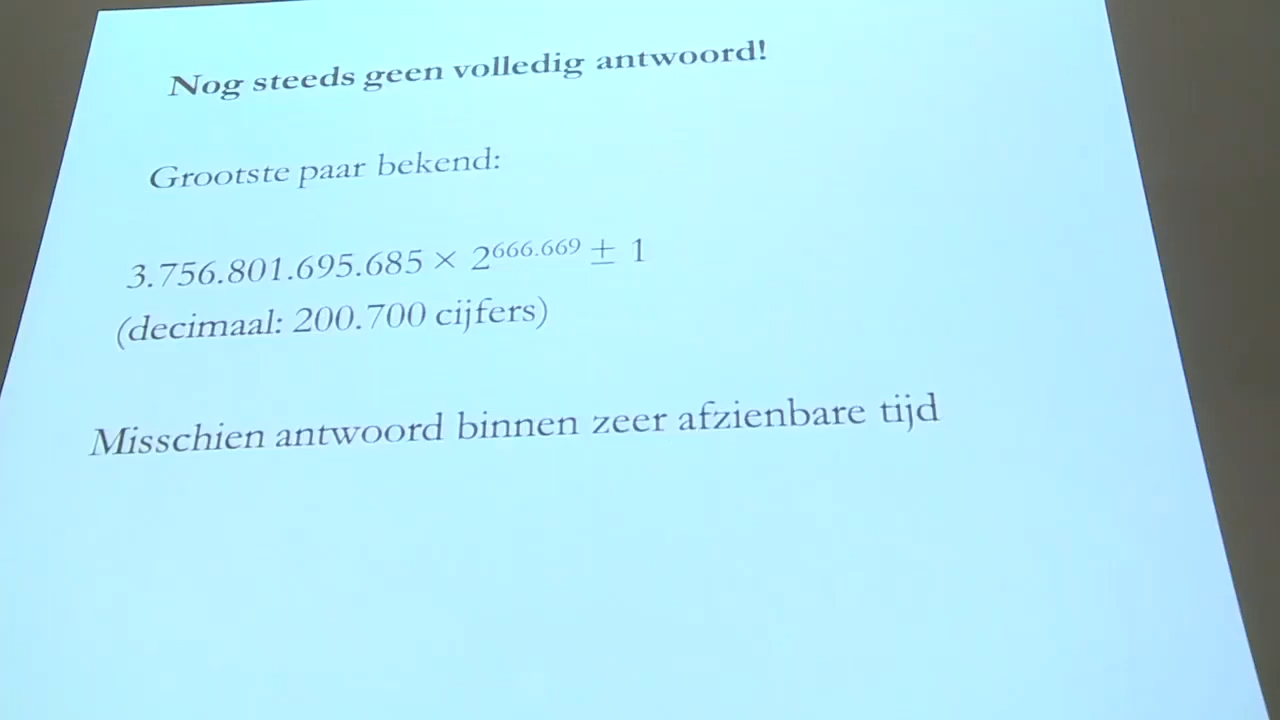 Nog steeds geen volledig antwoord!
Grootste paar bekend:
3.756.801.695.685 × 2^666.669 ± 1
(decimaal: 200.700 cijfers)
Misschien antwoord binnen zeer afzienbare tijd